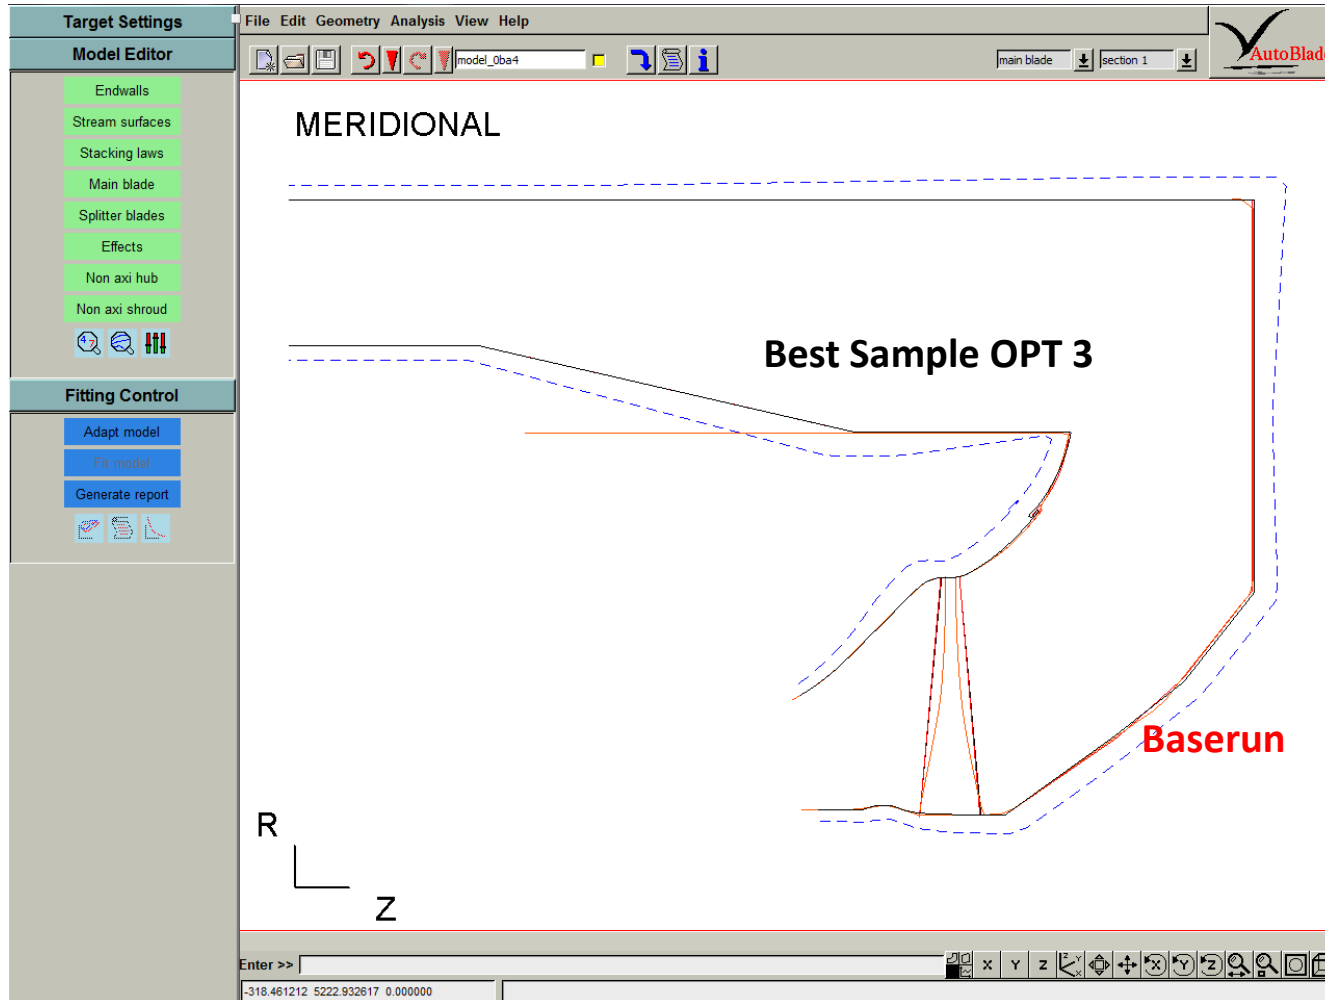 Target Settings
File Edit Geometry Analysis View Help
Model Editor
model_0ba4
main blade
section 1
AutoBlade
Endwalls
Stream surfaces
Stacking laws
Main blade
Splitter blades
Effects
Non axi hub
Non axi shroud
Fitting Control
Adapt model
Fit model
Generate report
MERIDIONAL
Best Sample OPT 3
Baserun
R
Z
Enter >>
X Y Z
-318.461212 5222.932617 0.000000